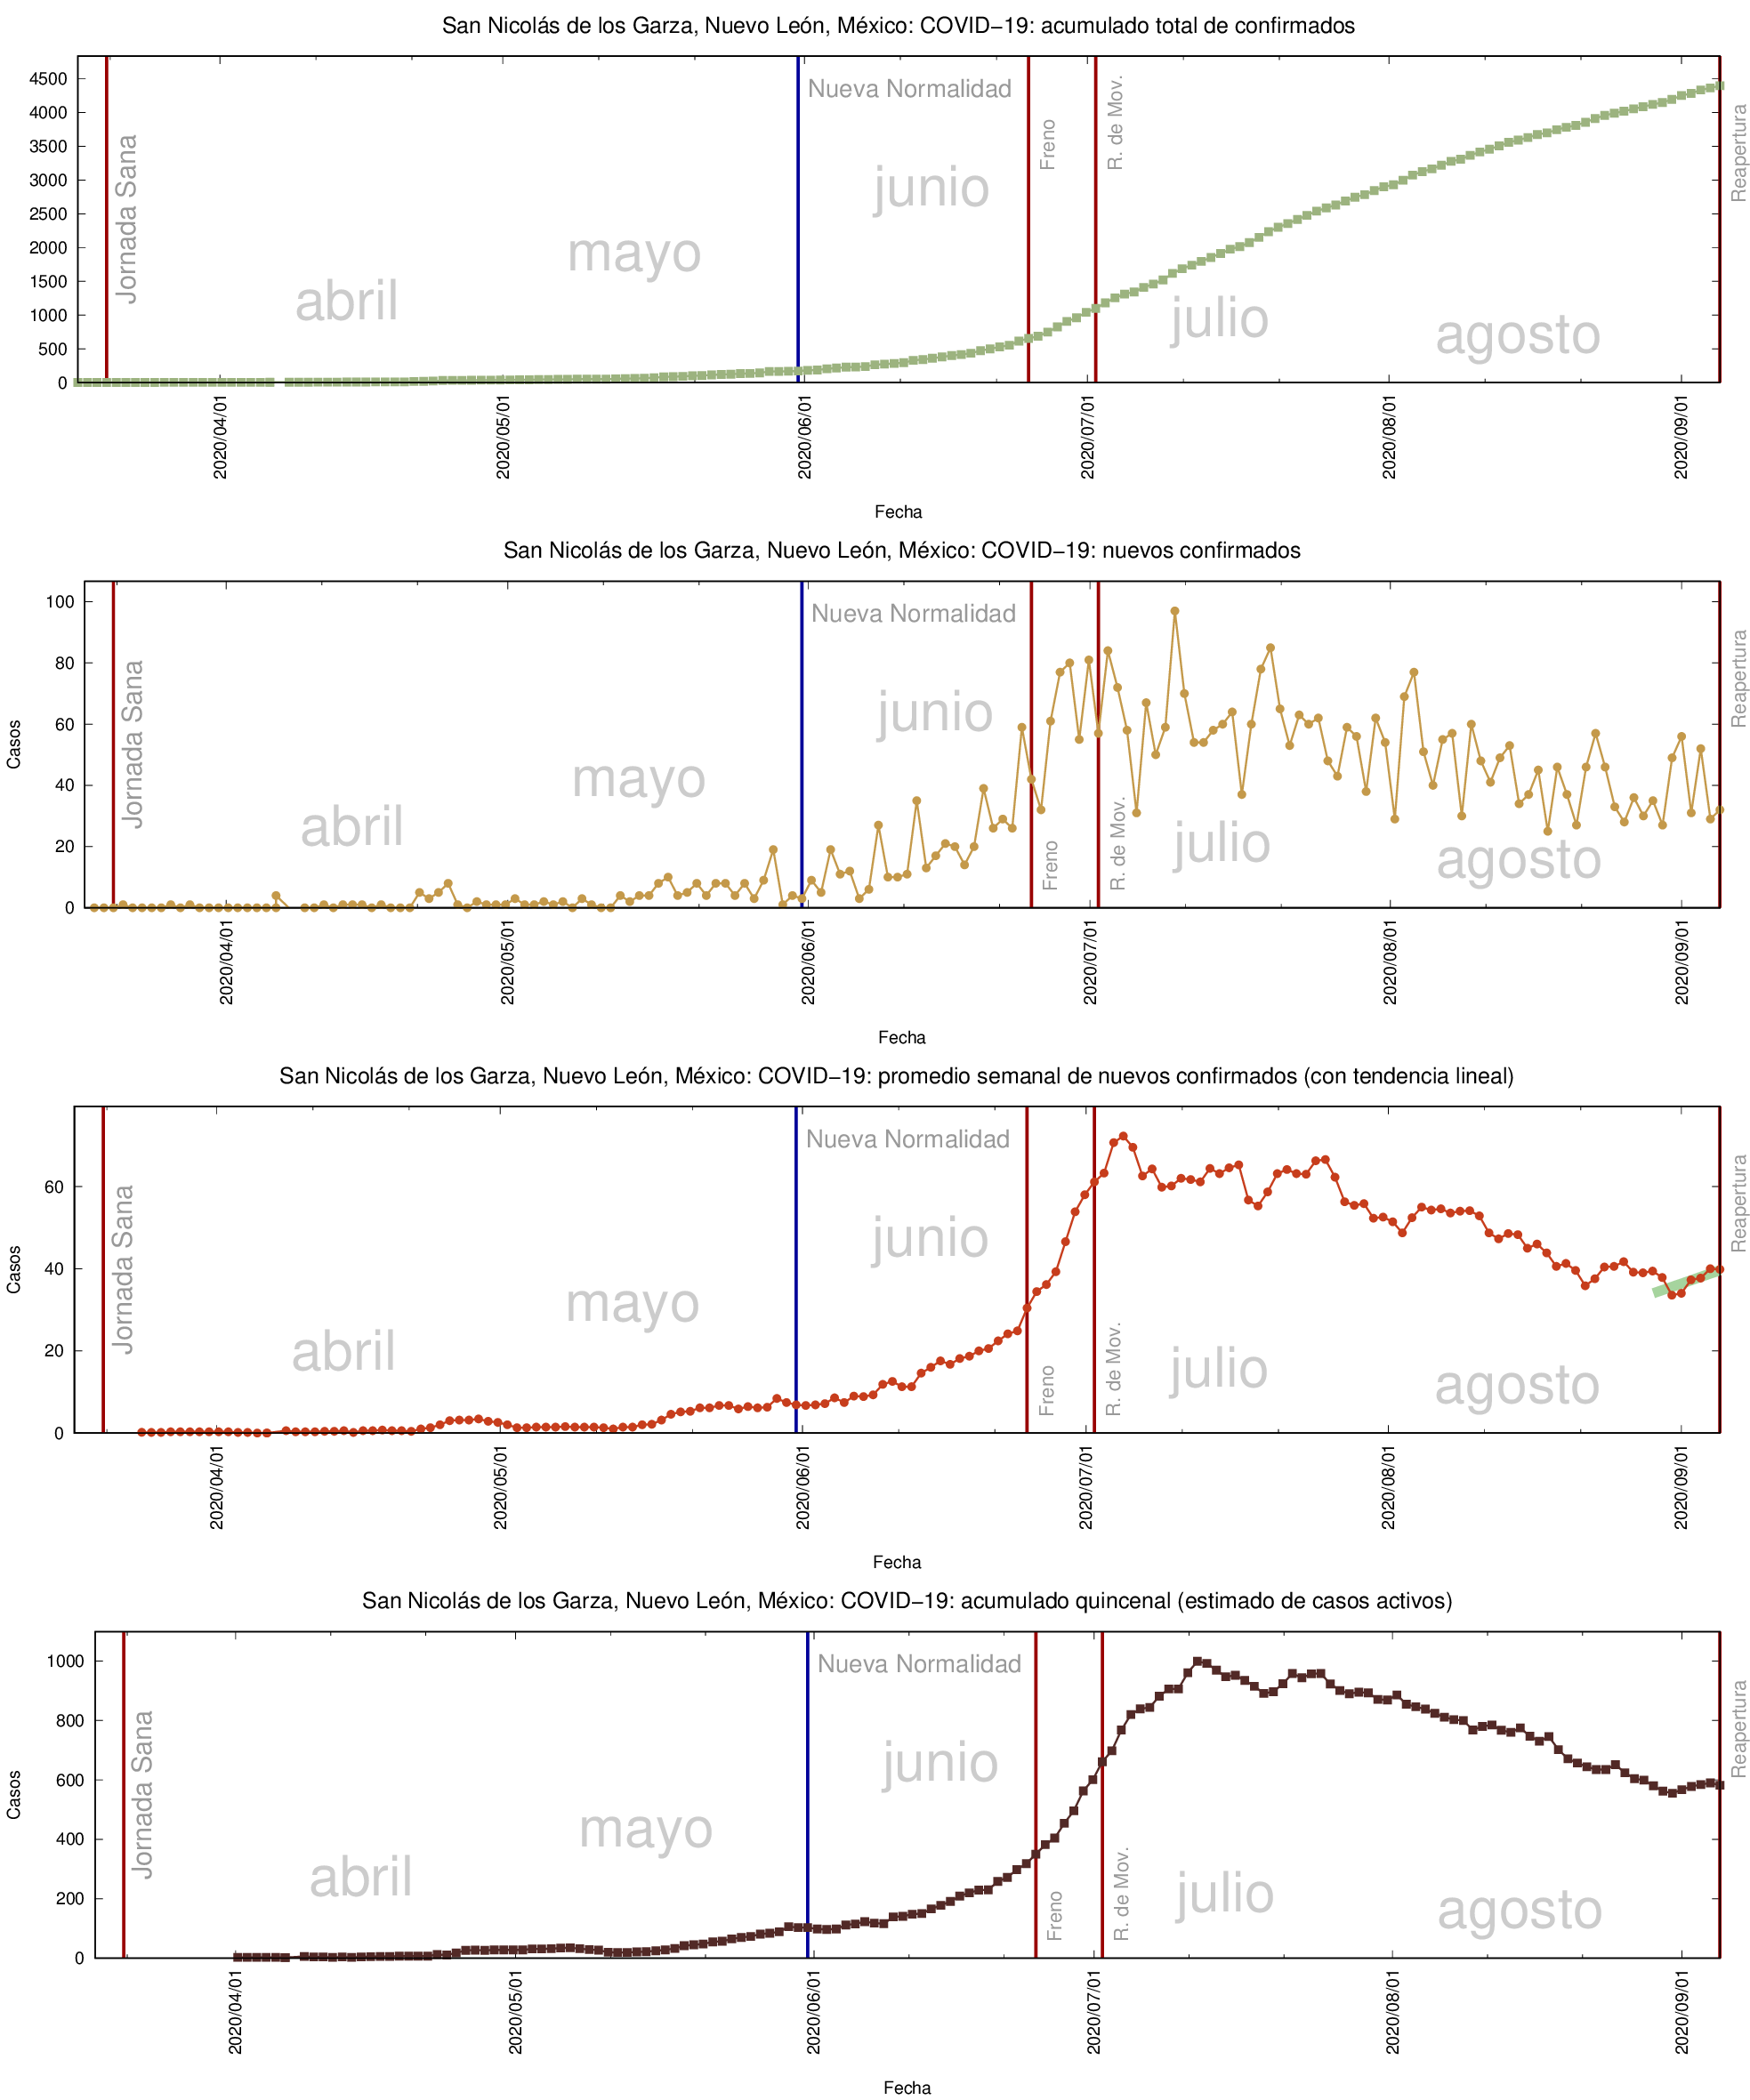 San Nicolás de los Garza, Nuevo León, México: COVID−19: acumulado total de confirmados
4500
4000
3500
3000
2500
2000
1500
1000
500
0
Jornada Sana
abril
mayo
Nueva Normalidad
junio
Freno
R. de Mov.
julio
agosto
Reapertura
2020/04/01
2020/05/01
2020/06/01
2020/07/01
2020/08/01
2020/09/01
Fecha
San Nicolás de los Garza, Nuevo León, México: COVID−19: nuevos confirmados
Casos
100
80
60
40
20
0
Jornada Sana
abril
mayo
Nueva Normalidad
junio
Freno
R. de Mov.
julio
agosto
Reapertura
2020/04/01
2020/05/01
2020/06/01
2020/07/01
2020/08/01
2020/09/01
Fecha
San Nicolás de los Garza, Nuevo León, México: COVID−19: promedio semanal de nuevos confirmados (con tendencia lineal)
Casos
60
40
20
0
Jornada Sana
abril
mayo
Nueva Normalidad
junio
Freno
R. de Mov.
julio
agosto
Reapertura
2020/04/01
2020/05/01
2020/06/01
2020/07/01
2020/08/01
2020/09/01
Fecha
San Nicolás de los Garza, Nuevo León, México: COVID−19: acumulado quincenal (estimado de casos activos)
Casos
1000
800
600
400
200
0
Jornada Sana
abril
mayo
Nueva Normalidad
junio
Freno
R. de Mov.
julio
agosto
Reapertura
2020/04/01
2020/05/01
2020/06/01
2020/07/01
2020/08/01
2020/09/01
Fecha